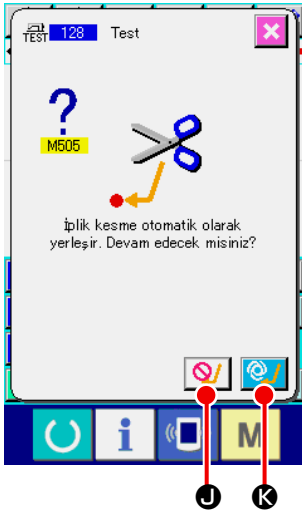 TEST 128 Test
M505
İplik kesme otomatik olarak
yerleşir. Devam edecek misiniz?
i M
J K